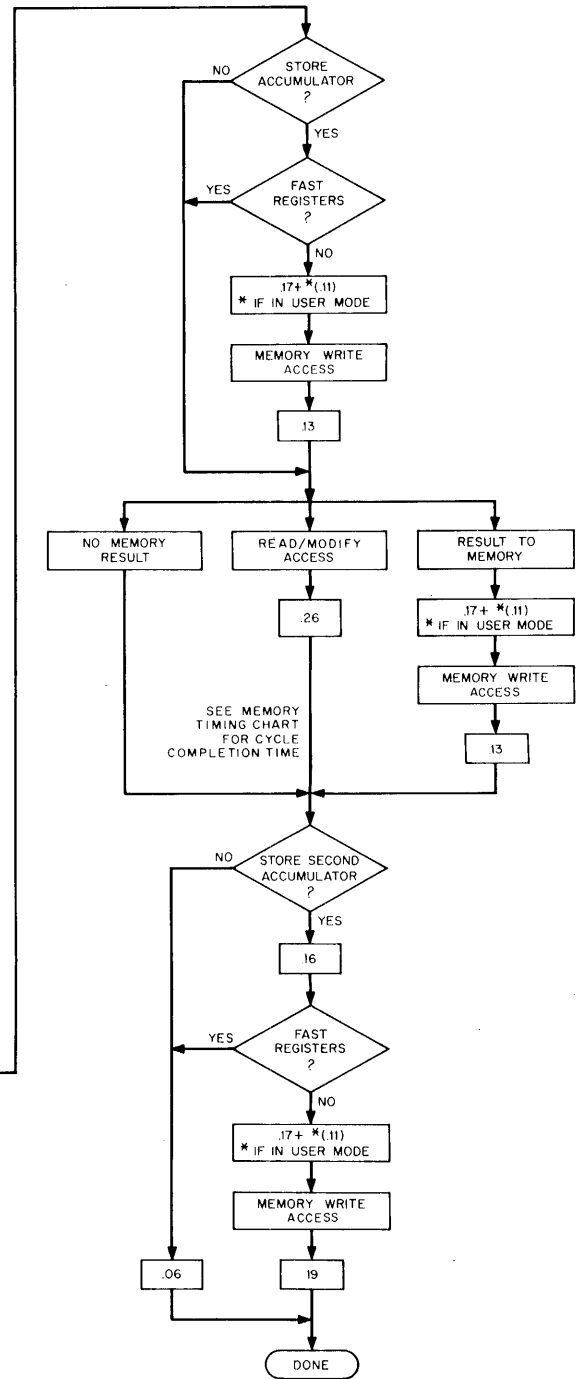 STORE
ACCUMULATOR
?
NO
YES
FAST
REGISTERS
?
YES
NO
.17+ *(.11)
* IF IN USER MODE
MEMORY WRITE
ACCESS
.13
NO MEMORY
RESULT
READ/MODIFY
ACCESS
RESULT TO
MEMORY
.26
.17+ *(.11)
* IF IN USER MODE
MEMORY WRITE
ACCESS
.13
SEE MEMORY
TIMING CHART
FOR CYCLE
COMPLETION TIME
STORE SECOND
ACCUMULATOR
?
NO
YES
.16
FAST
REGISTERS
?
YES
NO
.17+ *(.11)
* IF IN USER MODE
MEMORY WRITE
ACCESS
.06
.19
DONE